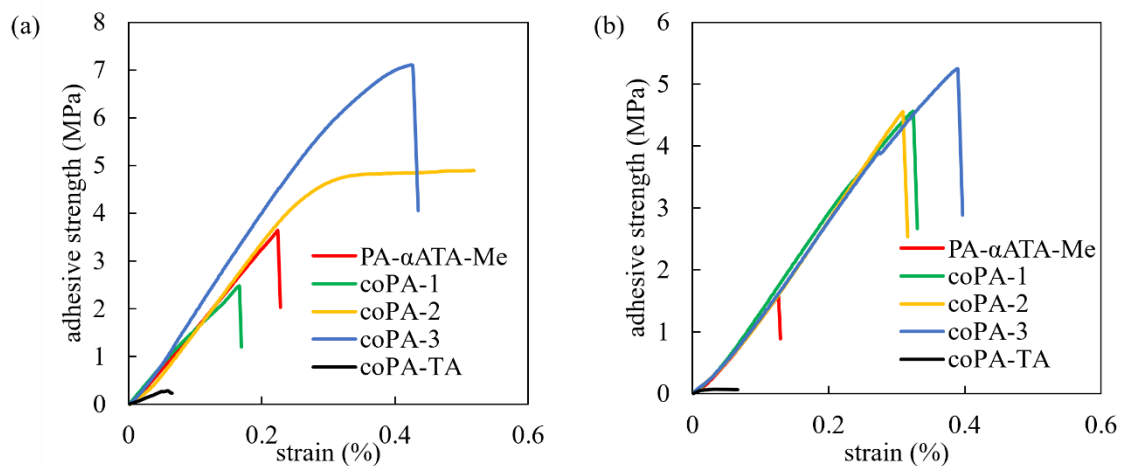 (a)
adhesive strength (MPa)
8
7
6
5
4
3
2
1
0
0
0.2
0.4
0.6
strain (%)
PA-αATA-Me
coPA-1
coPA-2
coPA-3
coPA-TA
(b)
adhesive strength (MPa)
6
5
4
3
2
1
0
0
0.2
0.4
0.6
strain (%)
PA-αATA-Me
coPA-1
coPA-2
coPA-3
coPA-TA